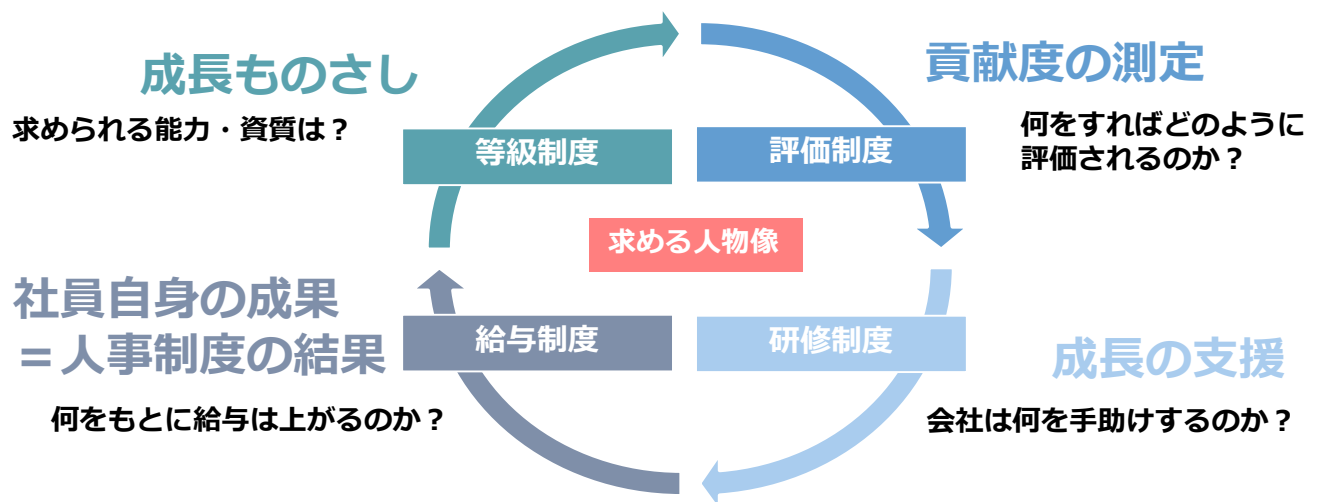 成長ものさし
求められる能力・資質は？
等級制度
貢献度の測定
何をすればどのように
評価されるのか？
評価制度
求める人物像
社員自身の成果
＝人事制度の結果
何をもとに給与は上がるのか？
給与制度
研修制度
成長の支援
会社は何を手助けするのか？